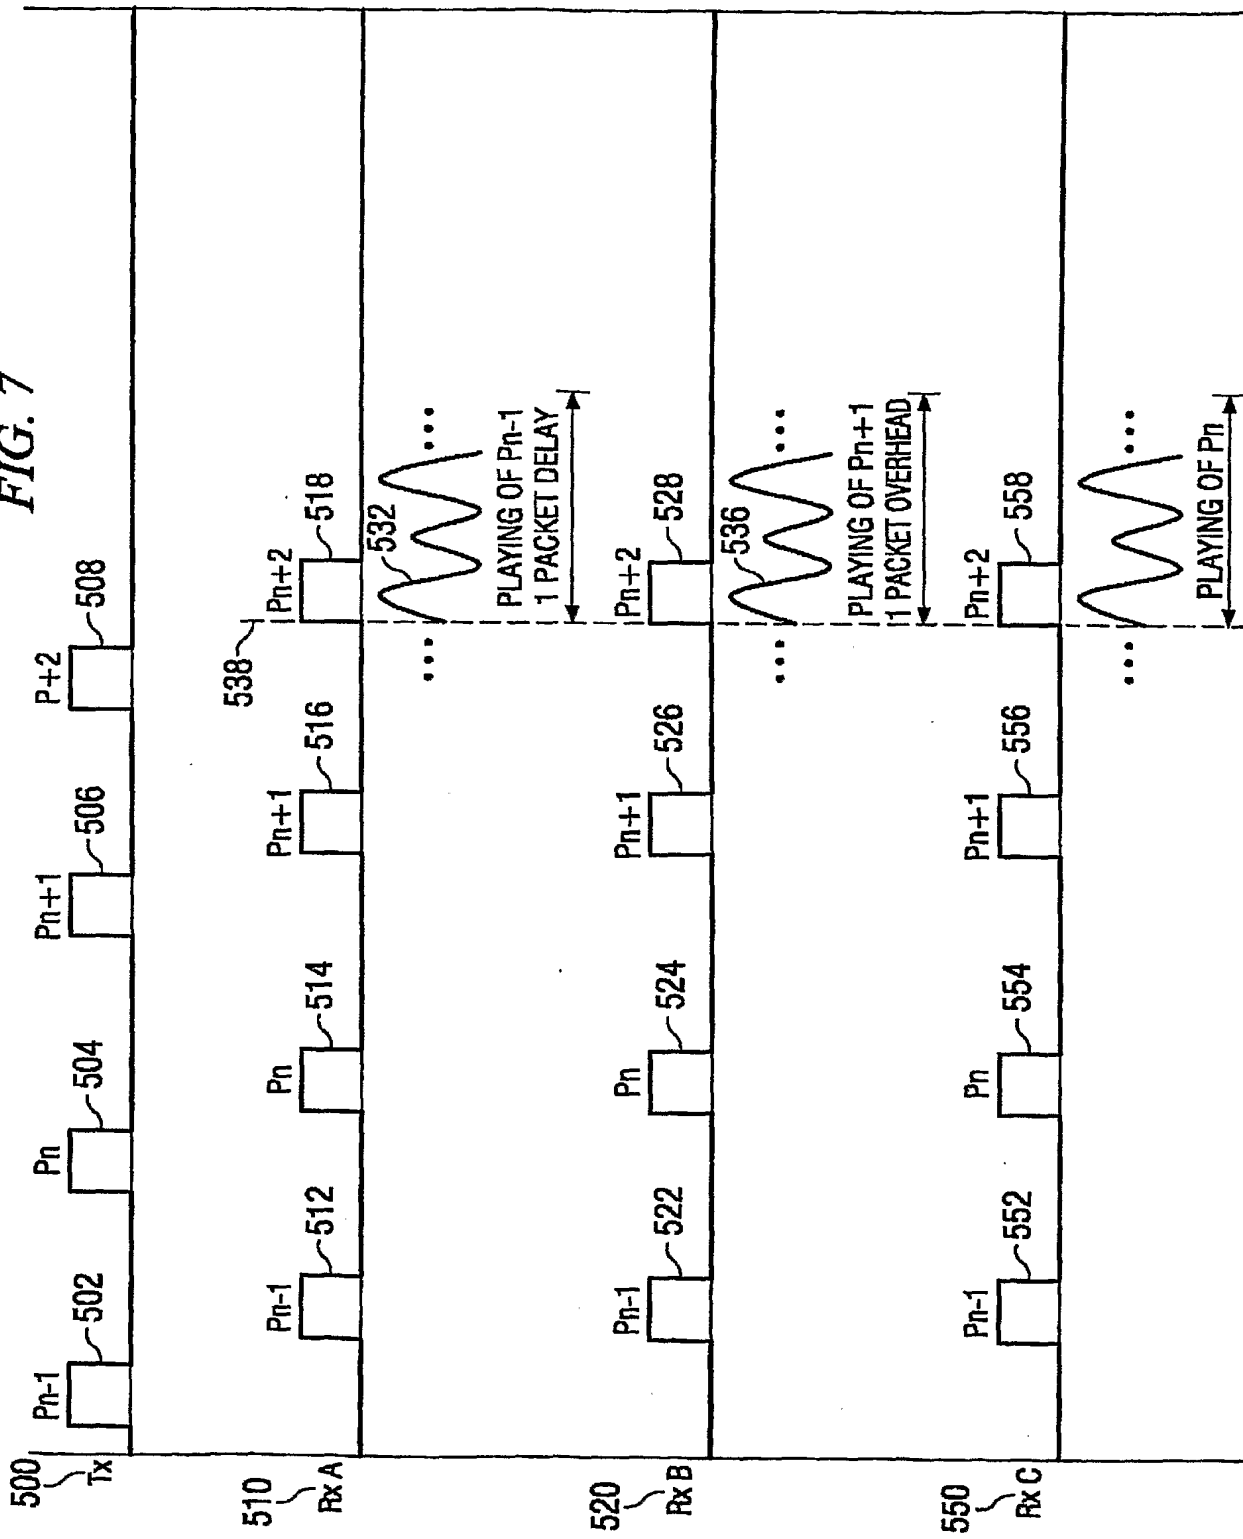 FIG. 7
500
Tx
Pn-1
502
Pn
504
Pn+1
506
P+2
508
510
Rx A
Pn-1
512
Pn
514
Pn+1
516
538
Pn+2
518
...
532
...
PLAYING OF Pn-1
1 PACKET DELAY
520
Rx B
Pn-1
522
Pn
524
Pn+1
526
Pn+2
528
...
536
...
PLAYING OF Pn+1
1 PACKET OVERHEAD
550
Rx C
Pn-1
552
Pn
554
Pn+1
556
Pn+2
558
...
...
PLAYING OF Pn